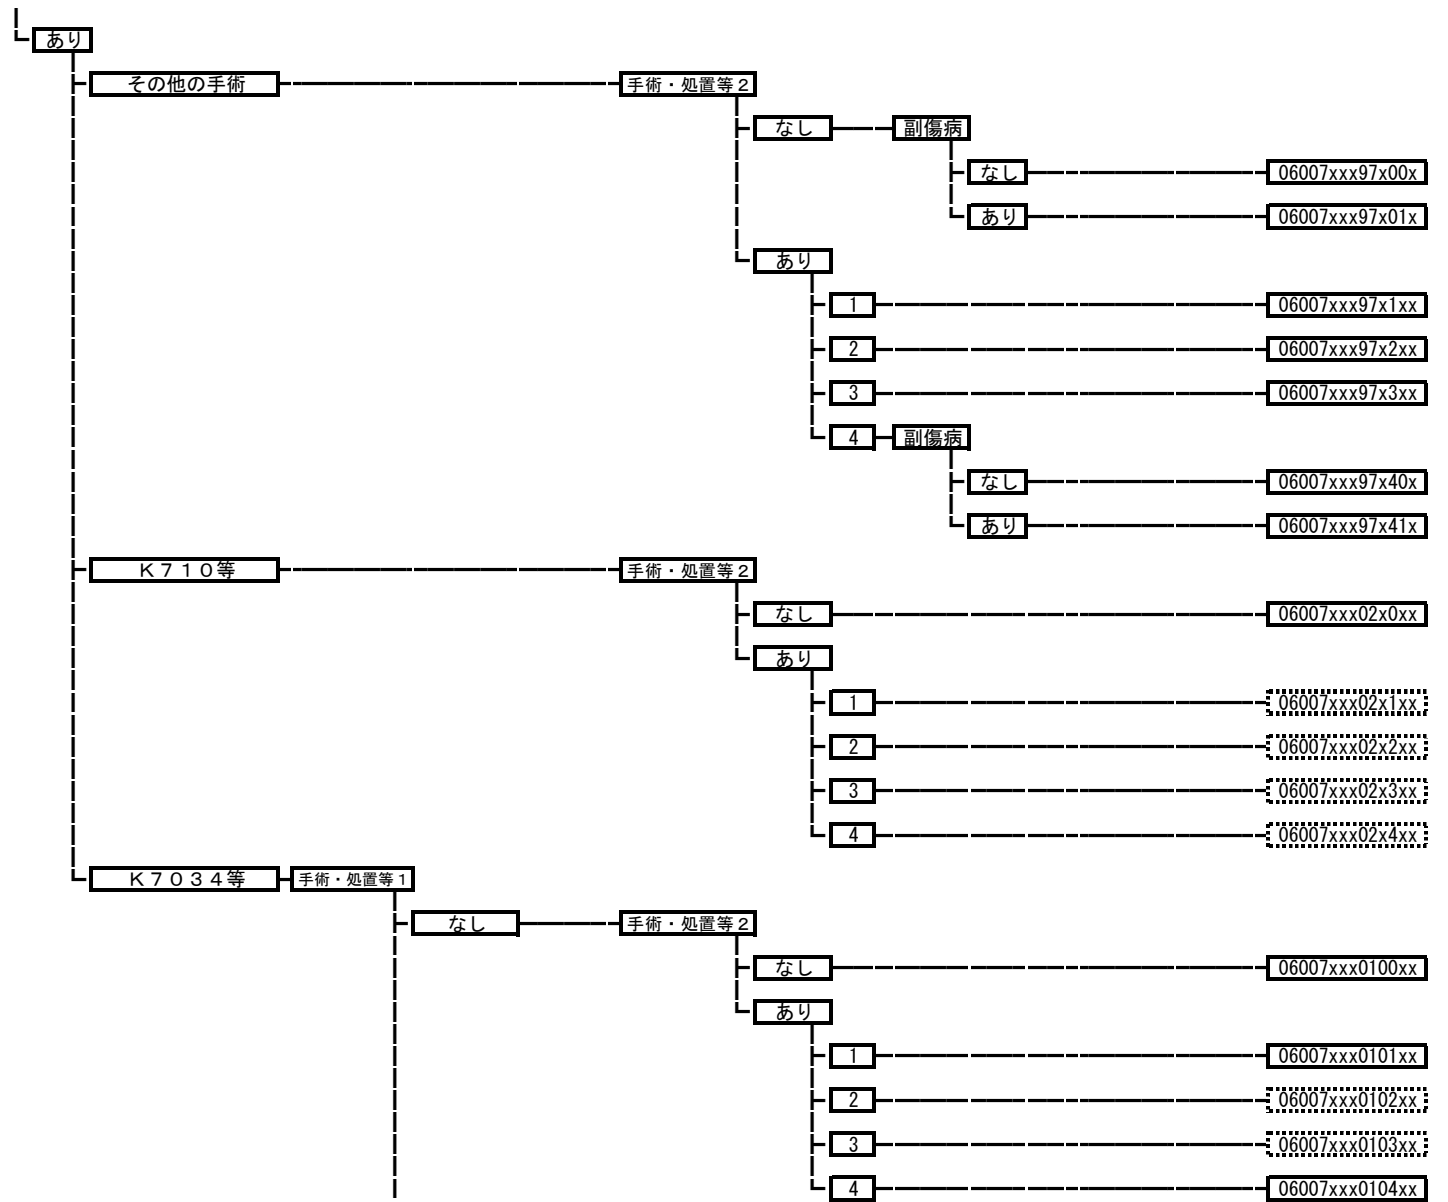 あり
その他の手術 手術・処置等2
なし 副傷病
なし 06007xxx97x00x
あり 06007xxx97x01x
あり
1 06007xxx97x1xx
2 06007xxx97x2xx
3 06007xxx97x3xx
4 副傷病
なし 06007xxx97x40x
あり 06007xxx97x41x
K710等 手術・処置等2
なし 06007xxx02x0xx
あり
1 06007xxx02x1xx
2 06007xxx02x2xx
3 06007xxx02x3xx
4 06007xxx02x4xx
K7034等 手術・処置等1
なし 手術・処置等2
なし 06007xxx0100xx
あり
1 06007xxx0101xx
2 06007xxx0102xx
3 06007xxx0103xx
4 06007xxx0104xx